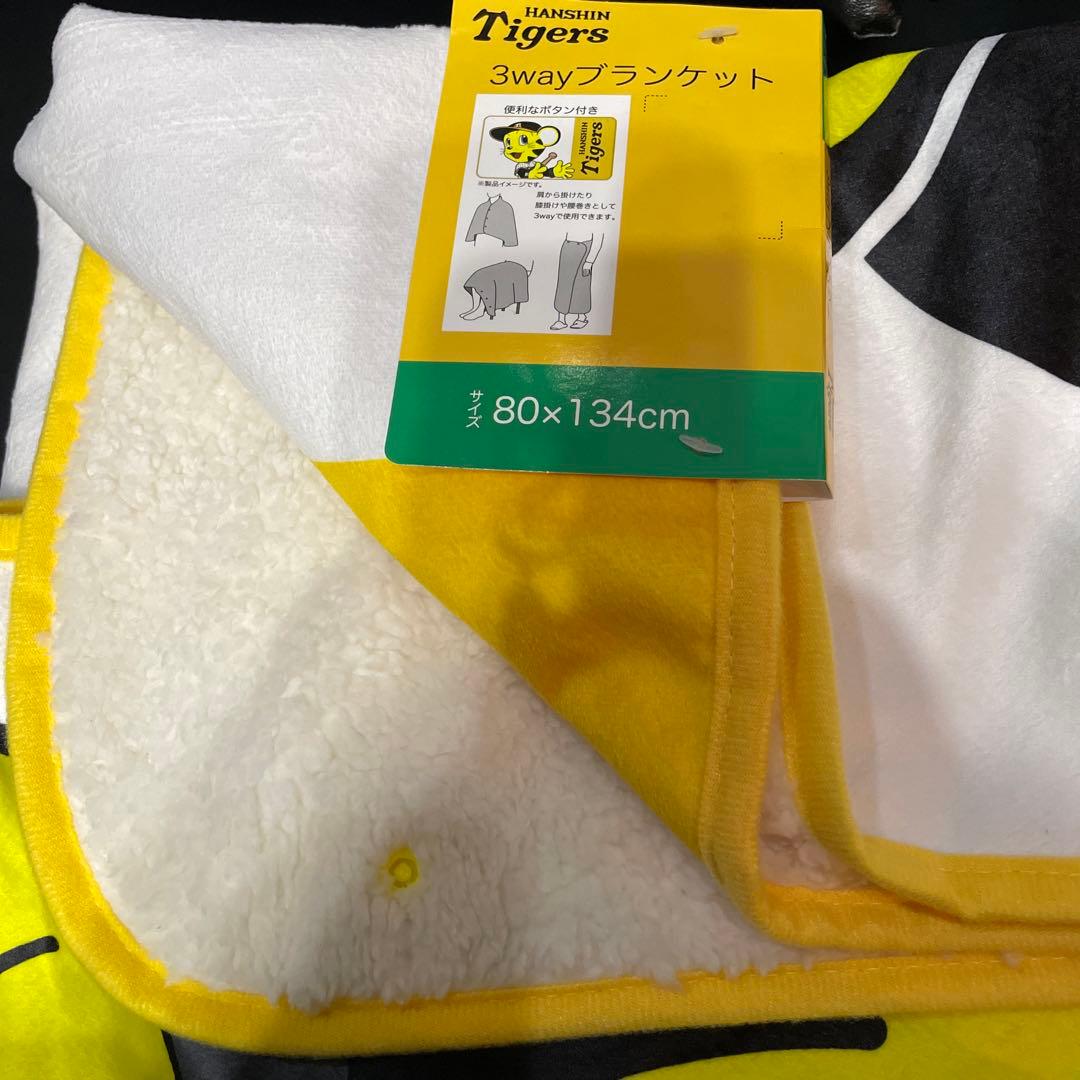 HANSHIN
Tigers
3wayブランケット
便利なボタン付き
HANSHIN
Tigers
※製品イメージです。
肩から掛けたり
膝掛けや腰巻きとして
3wayで使用できます。
サイズ 80×134cm